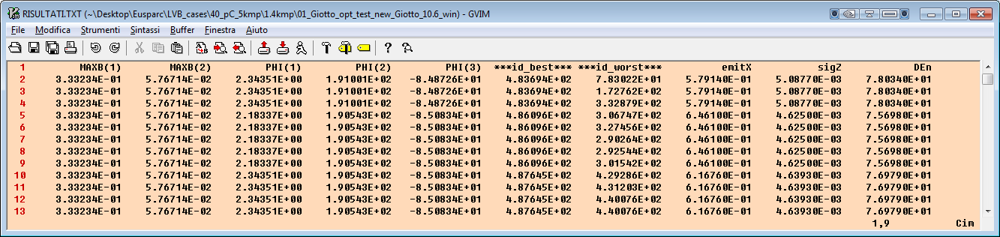 RISULTATI.TXT (~\Desktop\Eusparc\LVB_cases\40_pC_5kmp\1.4kmp\01_Giotto_opt_test_new_Giotto_10.6_win) - GVIM
File Modifica Strumenti Sintassi Buffer Finestra Aiuto
1 MAXB(1) MAXB(2) PHI(1) PHI(2) PHI(3) ***id_best*** ***id_worst*** emitX sigZ DEn
2 3.33234E-01 5.76714E-02 2.34351E+00 1.91001E+02 -8.48726E+01 4.83694E+02 7.83022E+01 5.79140E-01 5.08770E-03 7.80340E+01
3 3.33234E-01 5.76714E-02 2.34351E+00 1.91001E+02 -8.48726E+01 4.83694E+02 1.72762E+02 5.79140E-01 5.08770E-03 7.80340E+01
4 3.33234E-01 5.76714E-02 2.34351E+00 1.91001E+02 -8.48726E+01 4.83694E+02 3.32879E+02 5.79140E-01 5.08770E-03 7.80340E+01
5 3.33234E-01 5.76714E-02 2.18337E+00 1.90543E+02 -8.50834E+01 4.86096E+02 3.06747E+02 6.46100E-01 4.62500E-03 7.56980E+01
6 3.33234E-01 5.76714E-02 2.18337E+00 1.90543E+02 -8.50834E+01 4.86096E+02 3.27456E+02 6.46100E-01 4.62500E-03 7.56980E+01
7 3.33234E-01 5.76714E-02 2.18337E+00 1.90543E+02 -8.50834E+01 4.86096E+02 2.90264E+02 6.46100E-01 4.62500E-03 7.56980E+01
8 3.33234E-01 5.76714E-02 2.18337E+00 1.90543E+02 -8.50834E+01 4.86096E+02 2.92544E+02 6.46100E-01 4.62500E-03 7.56980E+01
9 3.33234E-01 5.76714E-02 2.18337E+00 1.90543E+02 -8.50834E+01 4.86096E+02 3.01542E+02 6.46100E-01 4.62500E-03 7.56980E+01
10 3.33234E-01 5.76714E-02 2.34351E+00 1.90543E+02 -8.50834E+01 4.87645E+02 4.29286E+02 6.16760E-01 4.63930E-03 7.69790E+01
11 3.33234E-01 5.76714E-02 2.34351E+00 1.90543E+02 -8.50834E+01 4.87645E+02 4.31203E+02 6.16760E-01 4.63930E-03 7.69790E+01
12 3.33234E-01 5.76714E-02 2.34351E+00 1.90543E+02 -8.50834E+01 4.87645E+02 4.40076E+02 6.16760E-01 4.63930E-03 7.69790E+01
13 3.33234E-01 5.76714E-02 2.34351E+00 1.90543E+02 -8.50834E+01 4.87645E+02 4.40076E+02 6.16760E-01 4.63930E-03 7.69790E+01
1,9 Cim